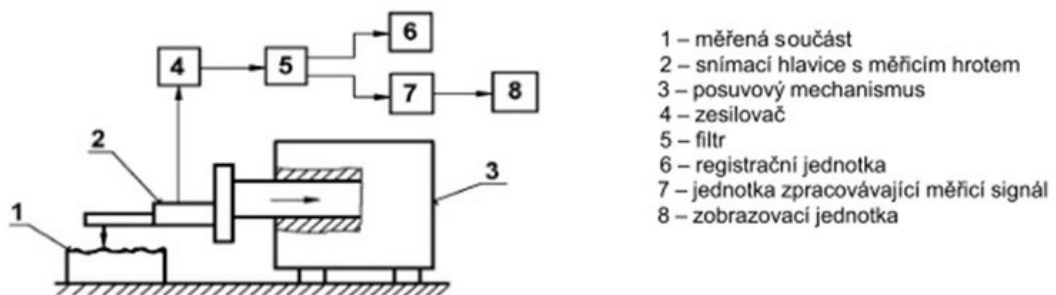 6
4
5
7
8
2
3
1
1 – měřená součást
2 – snímací hlavice s měřicím hrotem
3 – posuvový mechanismus
4 – zesilovač
5 – filtr
6 – registrační jednotka
7 – jednotka zpracovávající měřicí signál
8 – zobrazovací jednotka